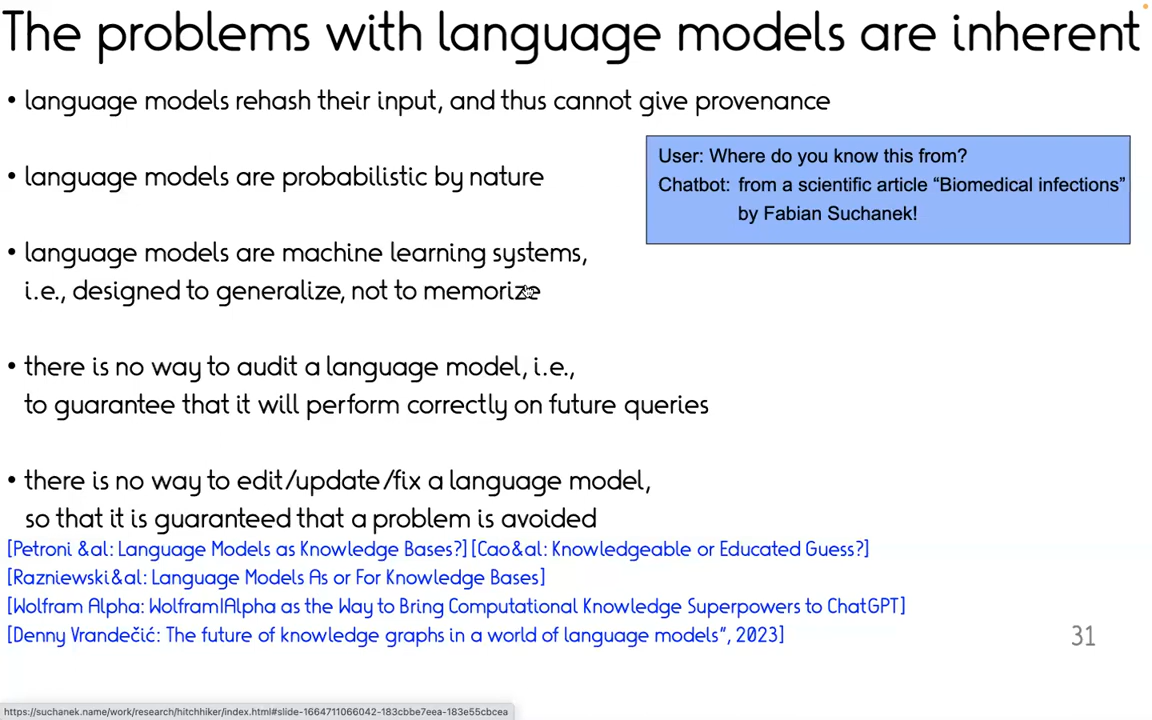 The problems with language models are inherent
• language models rehash their input, and thus cannot give provenance
User: Where do you know this from?
Chatbot: from a scientific article “Biomedical infections”
by Fabian Suchanek!
• language models are probabilistic by nature
• language models are machine learning systems,
i.e., designed to generalize, not to memorize
• there is no way to audit a language model, i.e.,
to guarantee that it will perform correctly on future queries
• there is no way to edit/update/fix a language model,
so that it is guaranteed that a problem is avoided
[Petroni &al: Language Models as Knowledge Bases?] [Cao&al: Knowledgeable or Educated Guess?]
[Razniewski&al: Language Models As or For Knowledge Bases]
[Wolfram Alpha: Wolfram|Alpha as the Way to Bring Computational Knowledge Superpowers to ChatGPT]
[Denny Vrandečić: The future of knowledge graphs in a world of language models”, 2023]
31
https://suchanek.name/work/research/hitchhiker/index.html#slide-1664711066042-183cbbe7eea-183e55cbcea